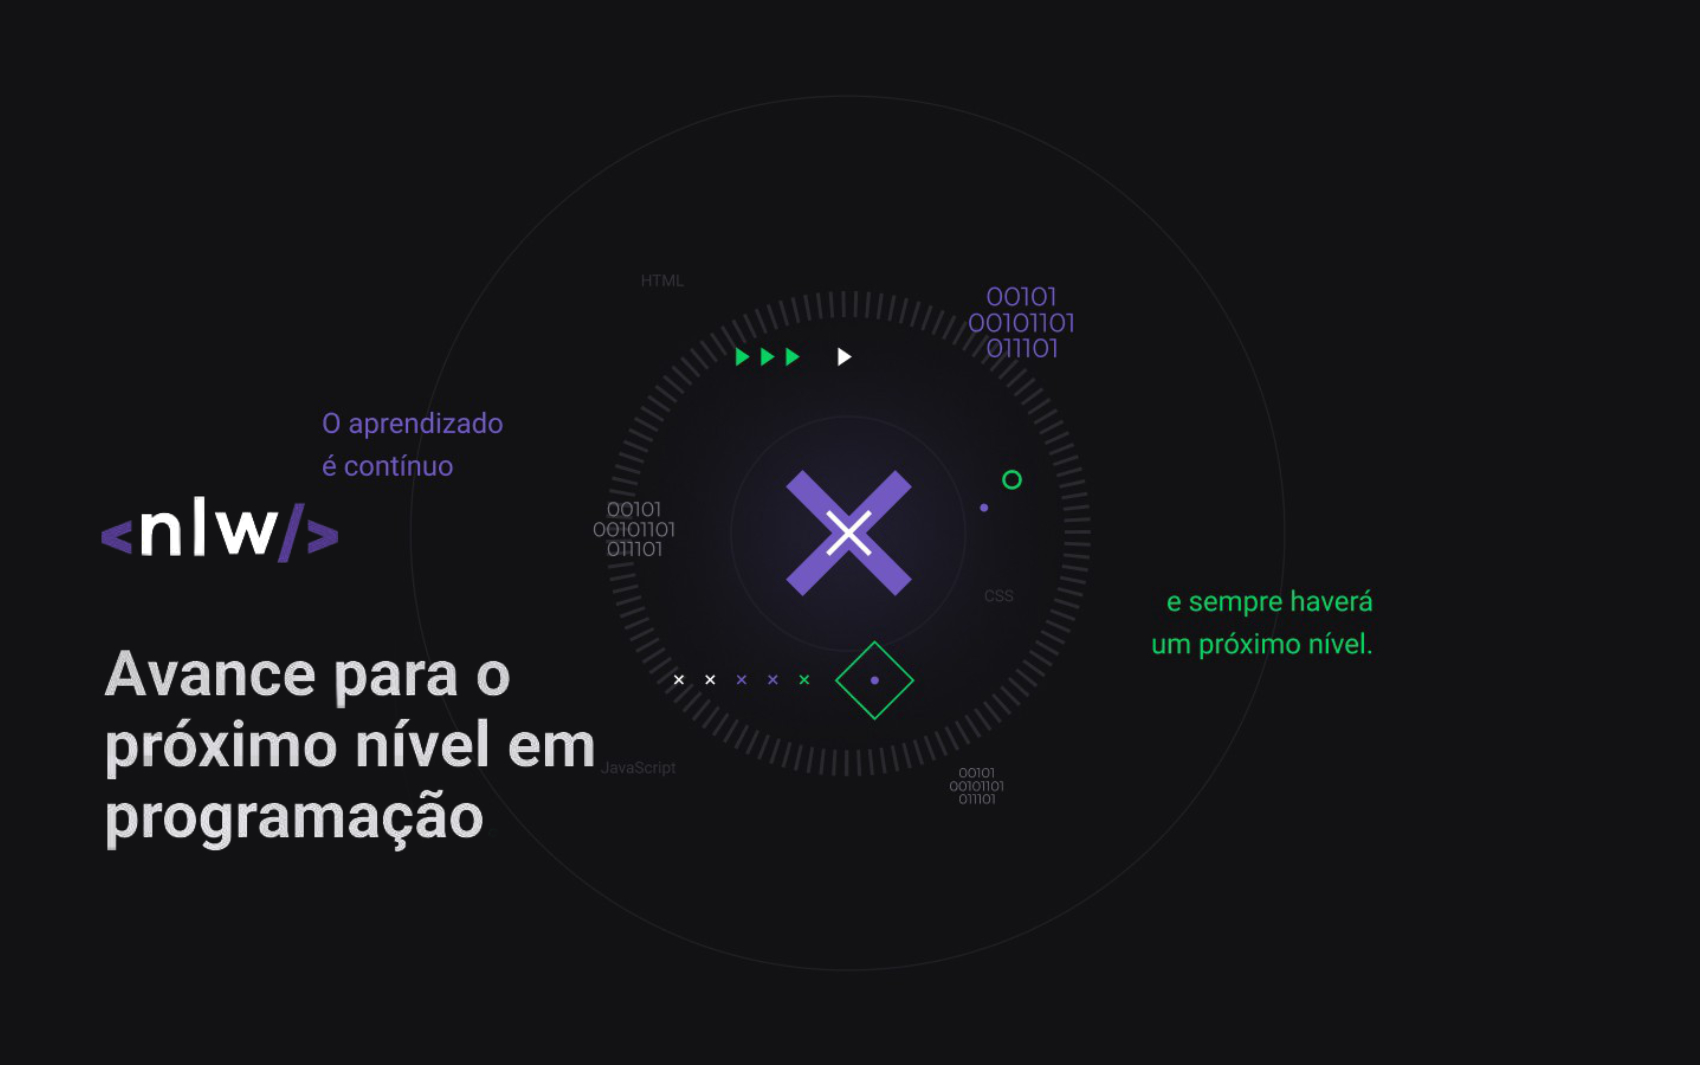 HTML
00101
00101101
011101
O aprendizado
é contínuo
<nlw/>
00101
00101101
011101
CSS
e sempre haverá
um próximo nível.
Avance para o
próximo nível em
programação
JavaScript
00101
00101101
011101